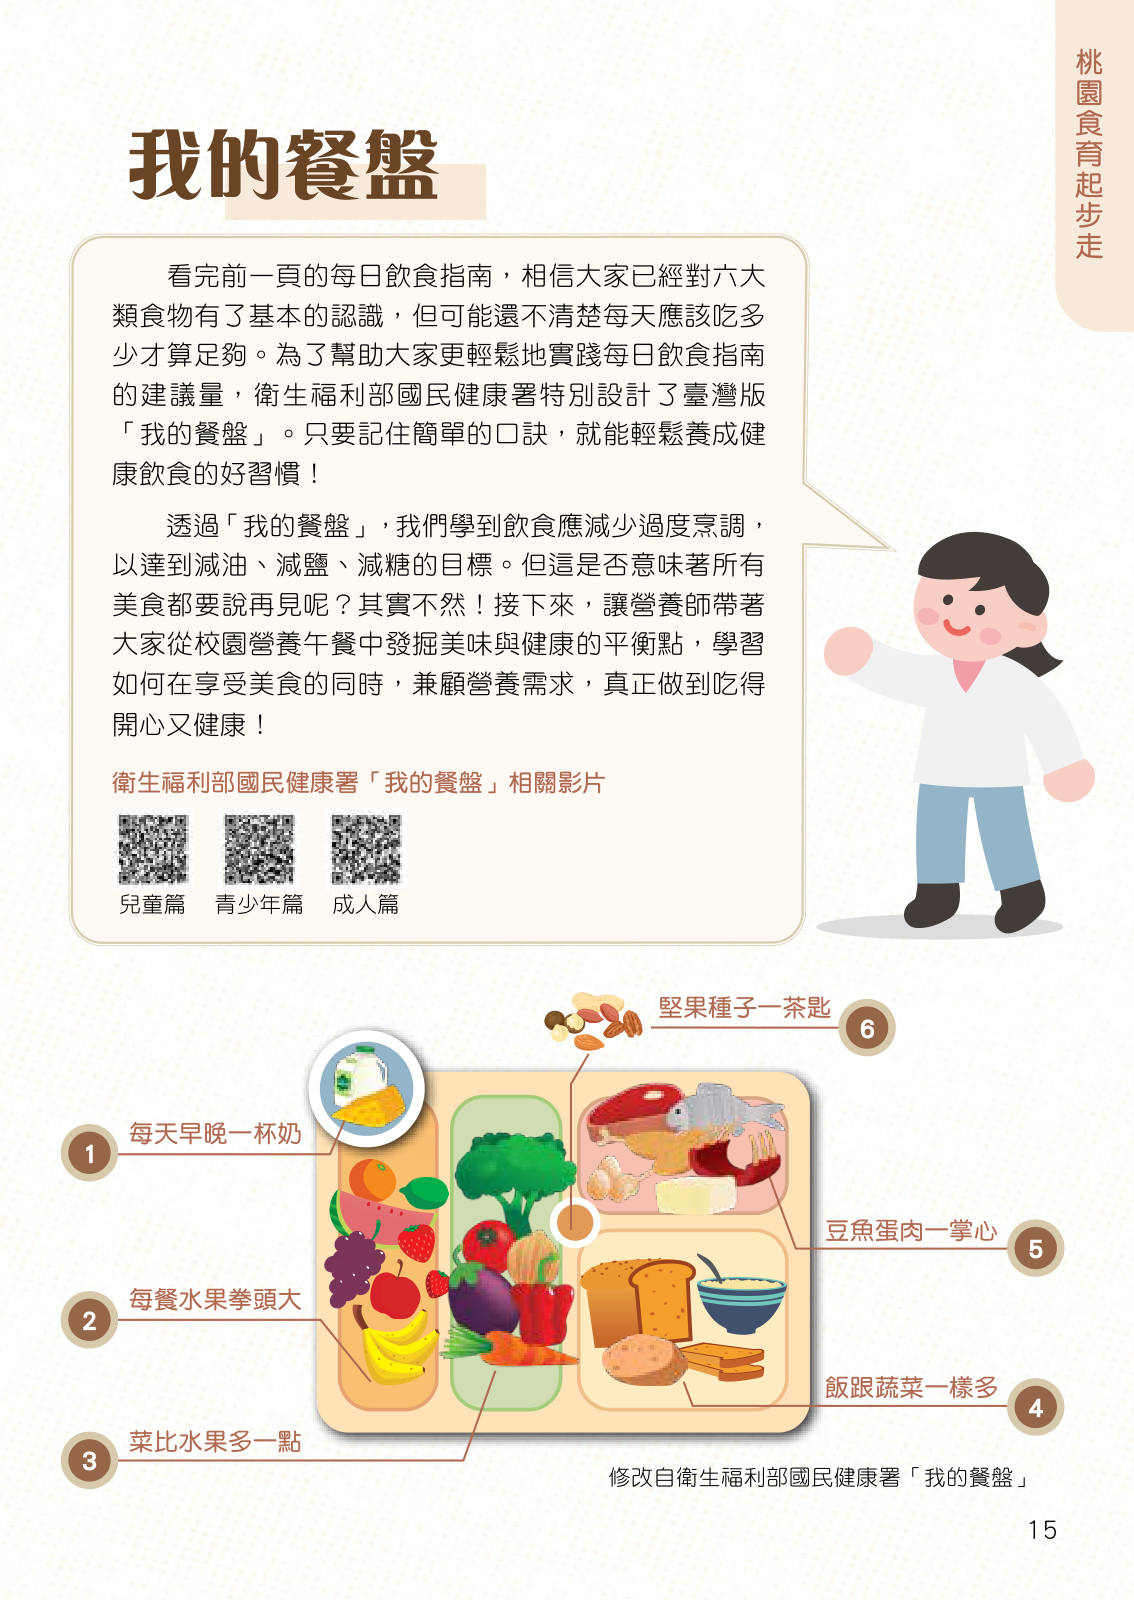 桃園食育起步走
我的餐盤
看完前一頁的每日飲食指南，相信大家已經對六大
類食物有了基本的認識，但可能還不清楚每天應該吃多
少才算足夠。為了幫助大家更輕鬆地實踐每日飲食指南
的建議量，衛生福利部國民健康署特別設計了臺灣版
「我的餐盤」。只要記住簡單的口訣，就能輕鬆養成健
康飲食的好習慣！
透過「我的餐盤」，我們學到飲食應減少過度烹調，
以達到減油、減鹽、減糖的目標。但這是否意味著所有
美食都要說再見呢？其實不然！接下來，讓營養師帶著
大家從校園營養午餐中發掘美味與健康的平衡點，學習
如何在享受美食的同時，兼顧營養需求，真正做到吃得
開心又健康！
衛生福利部國民健康署「我的餐盤」相關影片
兒童篇
青少年篇
成人篇
堅果種子一茶匙
6
每天早晚一杯奶
1
豆魚蛋肉一掌心
5
每餐水果拳頭大
2
飯跟蔬菜一樣多
4
菜比水果多一點
3
修改自衛生福利部國民健康署「我的餐盤」
15